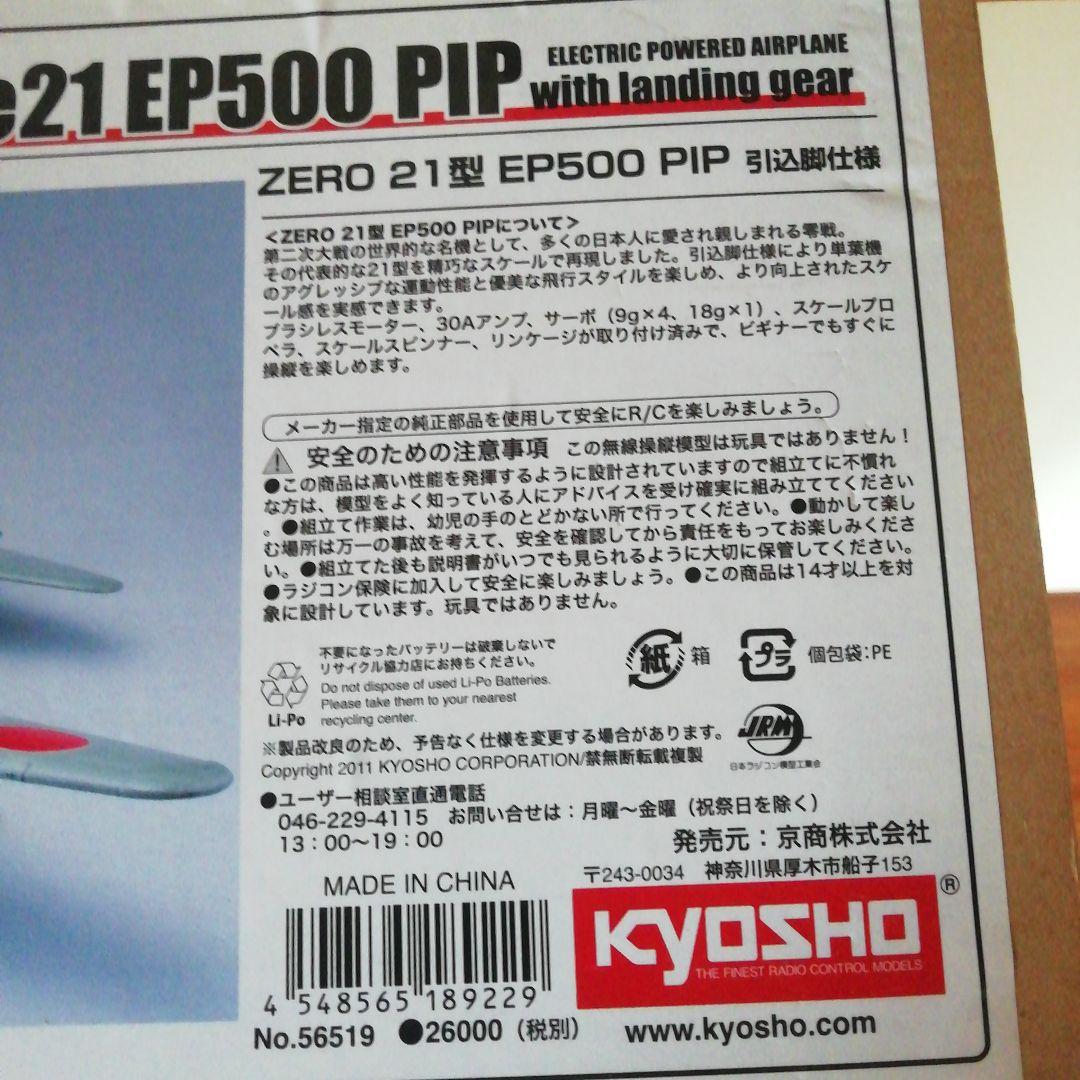 e21 EP500 PIP
ELECTRIC POWERED AIRPLANE
with landing gear
ZERO 21型 EP500 PIP 引込脚仕様
<ZERO 21型 EP500 PIPについて>
第二次大戦の世界的な名機として、多くの日本人に愛され親しまれる零戦。
その代表的な21型を精巧なスケールで再現しました。引込脚仕様により単葉機
のアグレッシブな運動性能と優美な飛行スタイルを楽しめ、より向上されたスケ
ール感を実感できます。
ブラシレスモーター、30Aアンプ、サーボ（9g×4、18g×1）、スケールプロ
ペラ、スケールスピンナー、リンケージが取り付け済みで、ビギナーでもすぐに
操縦を楽しめます。
メーカー指定の純正部品を使用して安全にR/Cを楽しみましょう。
安全のための注意事項 この無線操縦模型は玩具ではありません！
●この商品は高い性能を発揮するように設計されていますので組立てに不慣れ
な方は、模型をよく知っている人にアドバイスを受け確実に組み立ててください
。●組立て作業は、幼児の手のとどかない所で行ってください。●動かして楽し
む場所は万一の事故を考えて、安全を確認してから責任をもってお楽しみくださ
い。●組立てた後も説明書がいつでも見られるように大切に保管してください。
●ラジコン保険に加入して安全に楽しみましょう。●この商品は14才以上を対
象に設計しています。玩具ではありません。
不要になったバッテリーは破棄しないで
リサイクル協力店にお持ちください。
Do not dispose of used Li-Po Batteries.
Please take them to your nearest
recycling center.
Li-Po
紙 箱
プラ 個包袋：PE
※製品改良のため、予告なく仕様を変更する場合があります。
Copyright 2011 KYOSHO CORPORATION/禁無断転載複製
JRM
日本ラジコン模型工業会
●ユーザー相談室直通電話
046-229-4115 お問い合せは：月曜～金曜（祝祭日を除く）
13：00～19：00
発売元：京商株式会社
〒243-0034 神奈川県厚木市船子153
MADE IN CHINA
KYOSHO ®
THE FINEST RADIO CONTROL MODELS
4 548565 189229
No.56519 ●26000（税別）
www.kyosho.com